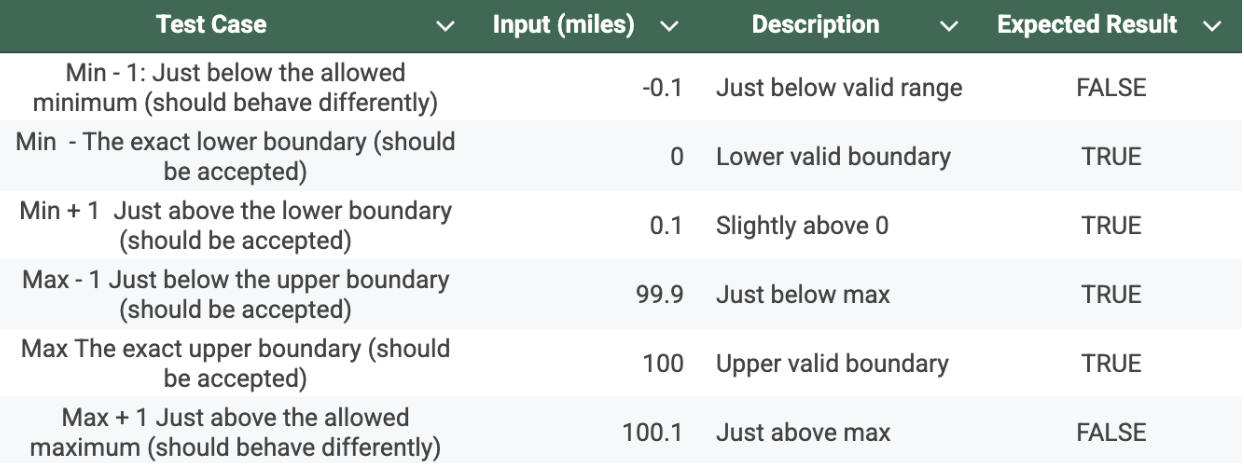 Test Case Input (miles) Description Expected Result
Min - 1: Just below the allowed
minimum (should behave differently) -0.1 Just below valid range FALSE
Min - The exact lower boundary (should
be accepted) 0 Lower valid boundary TRUE
Min + 1 Just above the lower boundary
(should be accepted) 0.1 Slightly above 0 TRUE
Max - 1 Just below the upper boundary
(should be accepted) 99.9 Just below max TRUE
Max The exact upper boundary (should
be accepted) 100 Upper valid boundary TRUE
Max + 1 Just above the allowed
maximum (should behave differently) 100.1 Just above max FALSE